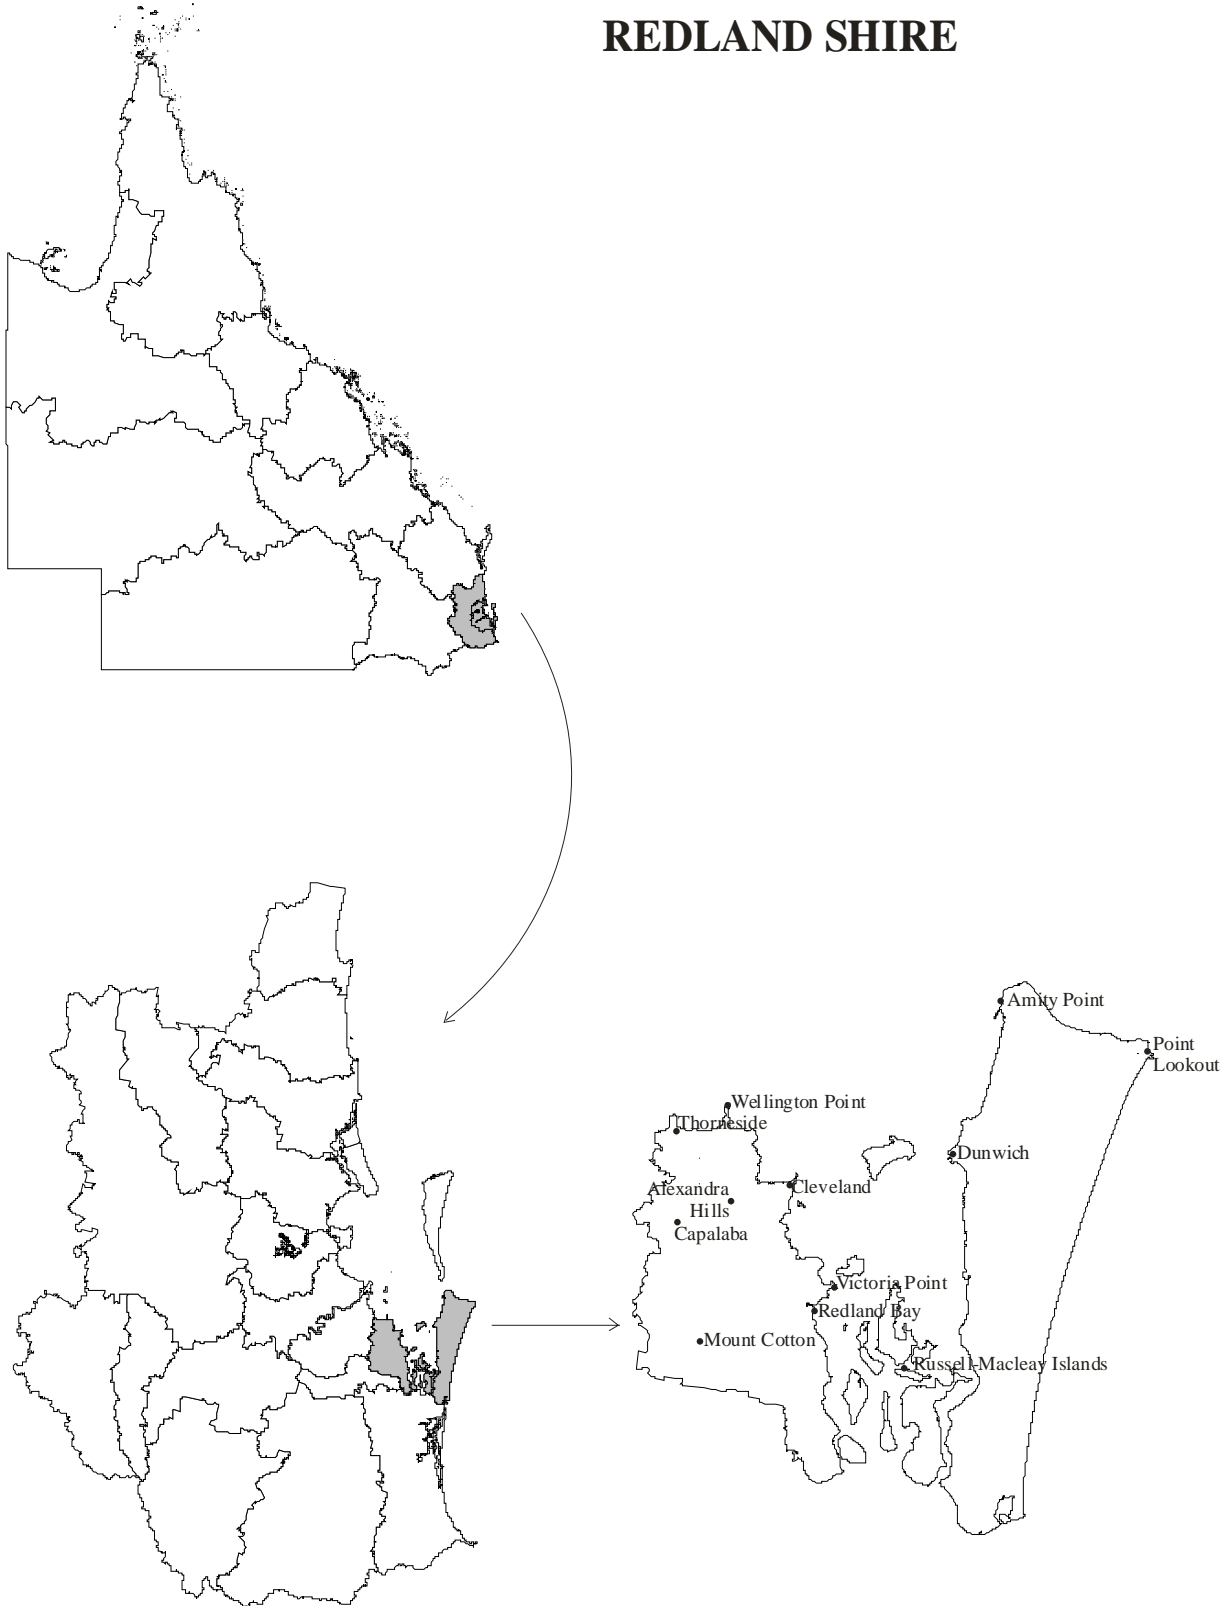 REDLAND SHIRE
Amity Point
Point
Lookout
Wellington Point
Thorneside
Dunwich
Alexandra
Hills
Cleveland
Capalaba
Victoria Point
Redland Bay
Mount Cotton
Russell-Macleay Islands